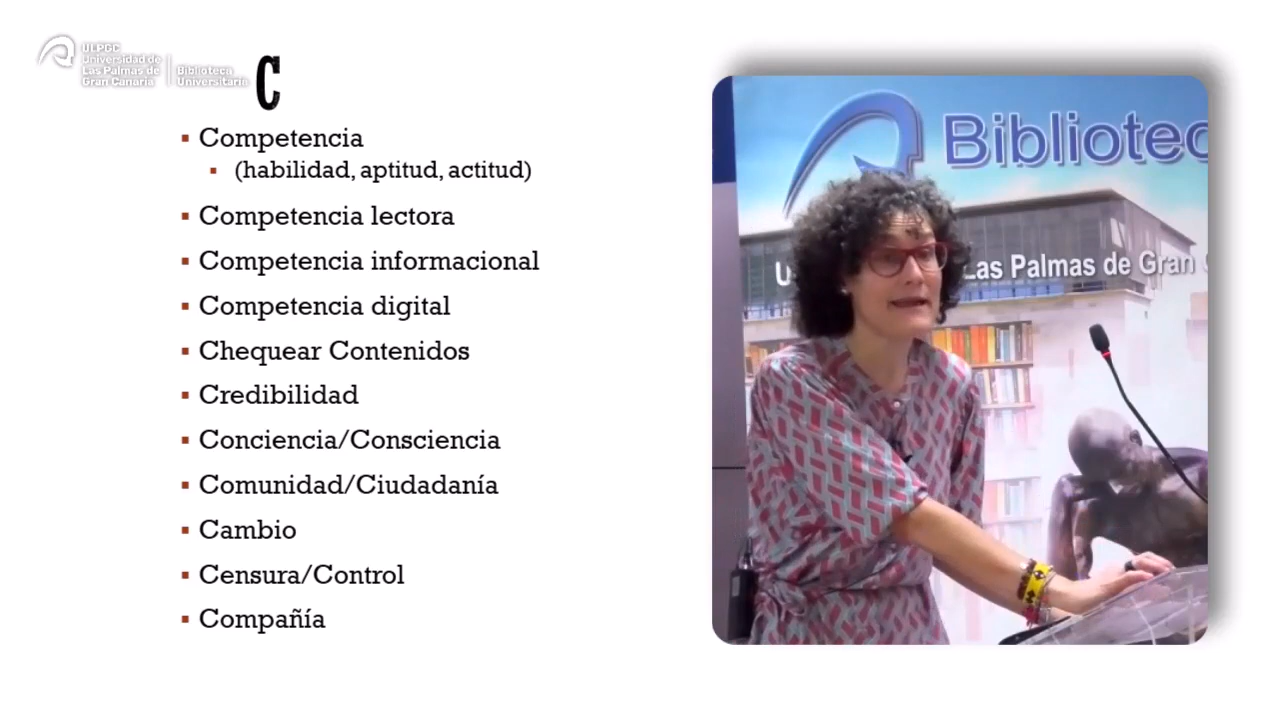 ULPGC
Universidad de
Las Palmas de
Gran Canaria
Biblioteca
Universitaria
C
Competencia
(habilidad, aptitud, actitud)
Competencia lectora
Competencia informacional
Competencia digital
Chequear Contenidos
Credibilidad
Conciencia/Consciencia
Comunidad/Ciudadanía
Cambio
Censura/Control
Compañía
Bibliotec
U
Las Palmas de Gran